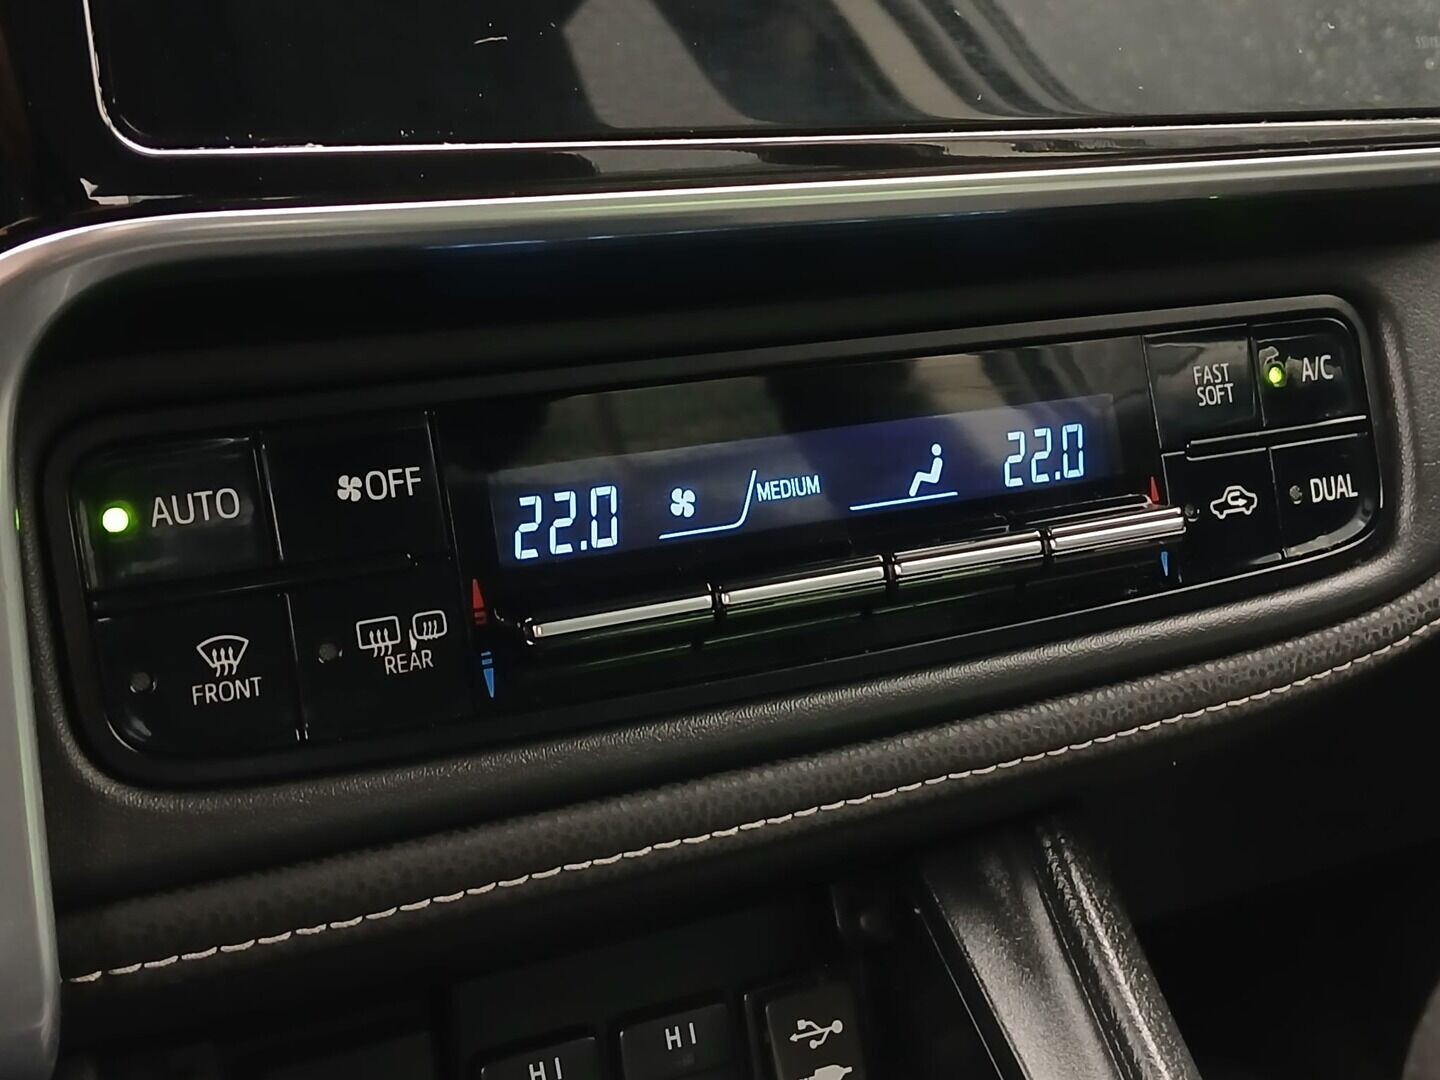 AUTO
OFF
22.0
MEDIUM
22.0
FAST
SOFT
A/C
DUAL
FRONT
REAR
HI
HI